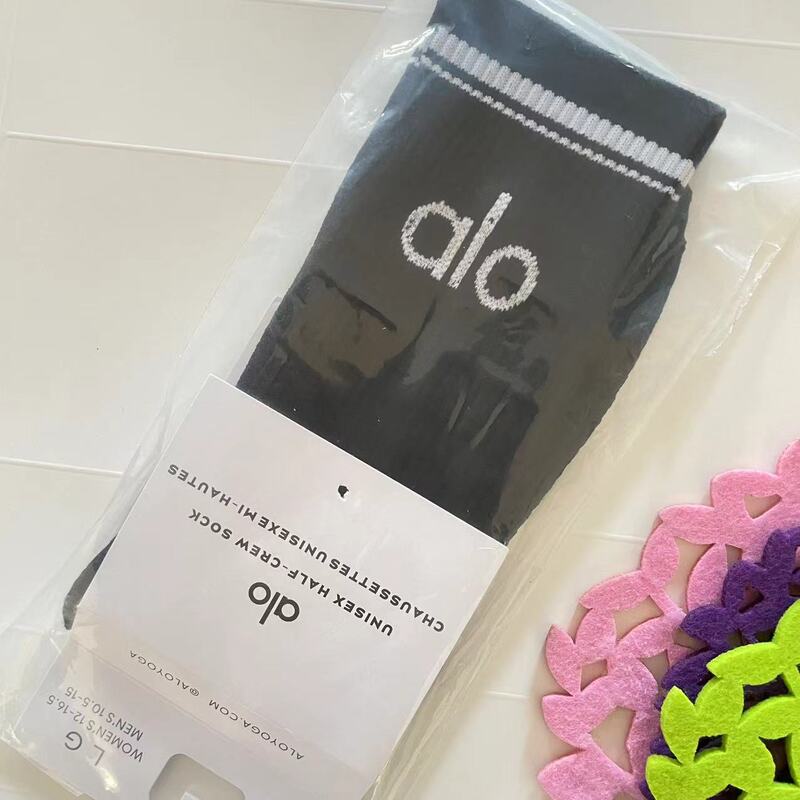 alo
alo
UNISEX HALF-CREW SOCK
CHAUSSETTES UNISEXE MI-HAUTES
ALOYOGA.COM @ALOYOGA
L G
WOMEN'S 12-16.5
MEN'S 10.5-15